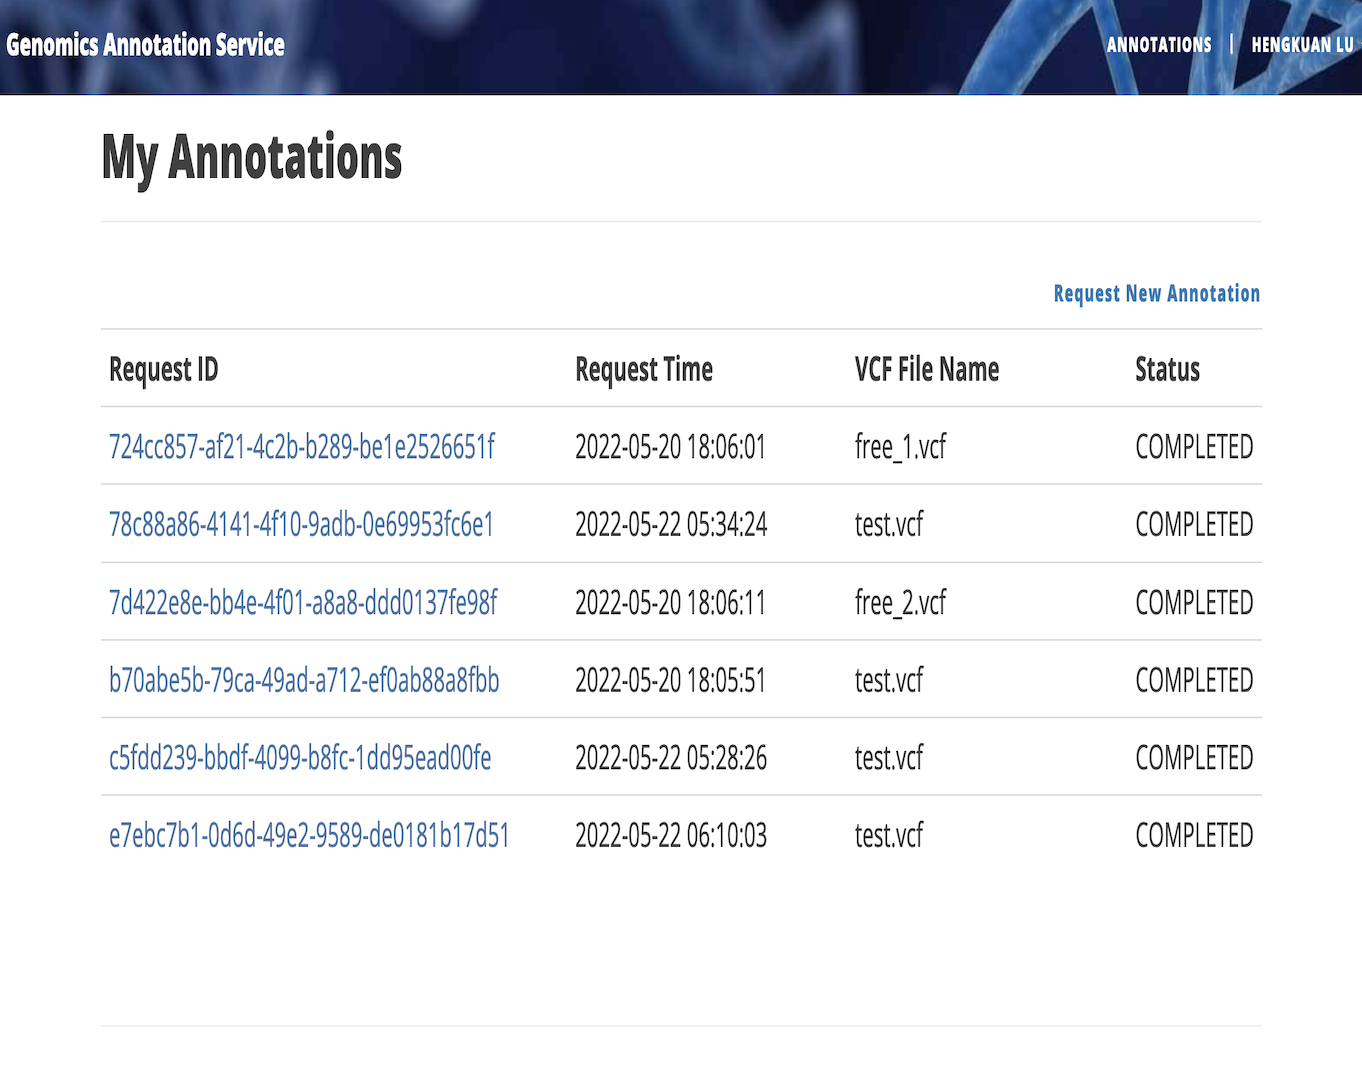 Genomics Annotation Service ANNOTATIONS | HENGKUAN LU
My Annotations
Request New Annotation
Request ID Request Time VCF File Name Status
724cc857-af21-4c2b-b289-be1e2526651f 2022-05-20 18:06:01 free_1.vcf COMPLETED
78c88a86-4141-4f10-9adb-0e69953fc6e1 2022-05-22 05:34:24 test.vcf COMPLETED
7d422e8e-bb4e-4f01-a8a8-ddd0137fe98f 2022-05-20 18:06:11 free_2.vcf COMPLETED
b70abe5b-79ca-49ad-a712-ef0ab88a8fbb 2022-05-20 18:05:51 test.vcf COMPLETED
c5fdd239-bbdf-4099-b8fc-1dd95ead00fe 2022-05-22 05:28:26 test.vcf COMPLETED
e7ebc7b1-0d6d-49e2-9589-de0181b17d51 2022-05-22 06:10:03 test.vcf COMPLETED